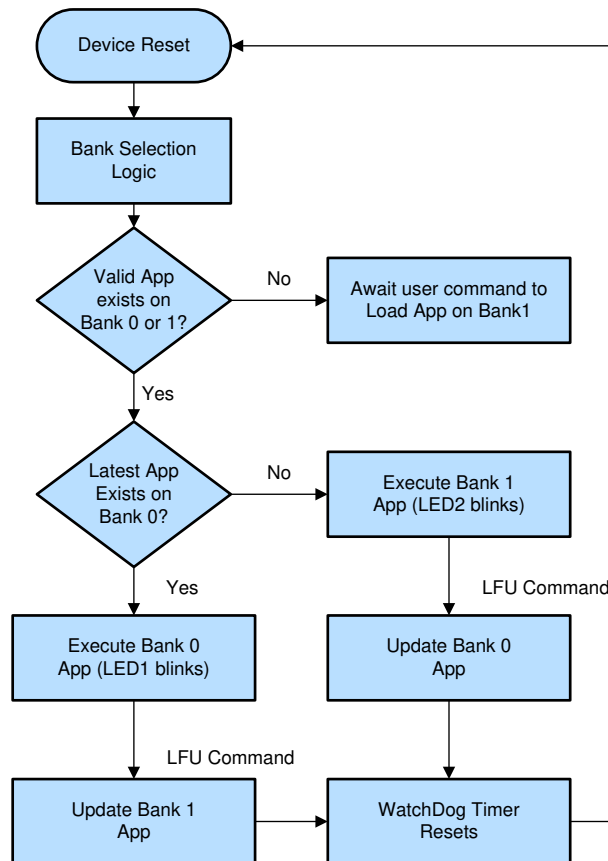 Device Reset
Bank Selection
Logic
Valid App
exists on
Bank 0 or 1?
No
Await user command to
Load App on Bank1
Yes
Latest App
Exists on
Bank 0?
No
Execute Bank 1
App (LED2 blinks)
Yes
LFU Command
Execute Bank 0
App (LED1 blinks)
Update Bank 0
App
LFU Command
Update Bank 1
App
WatchDog Timer
Resets